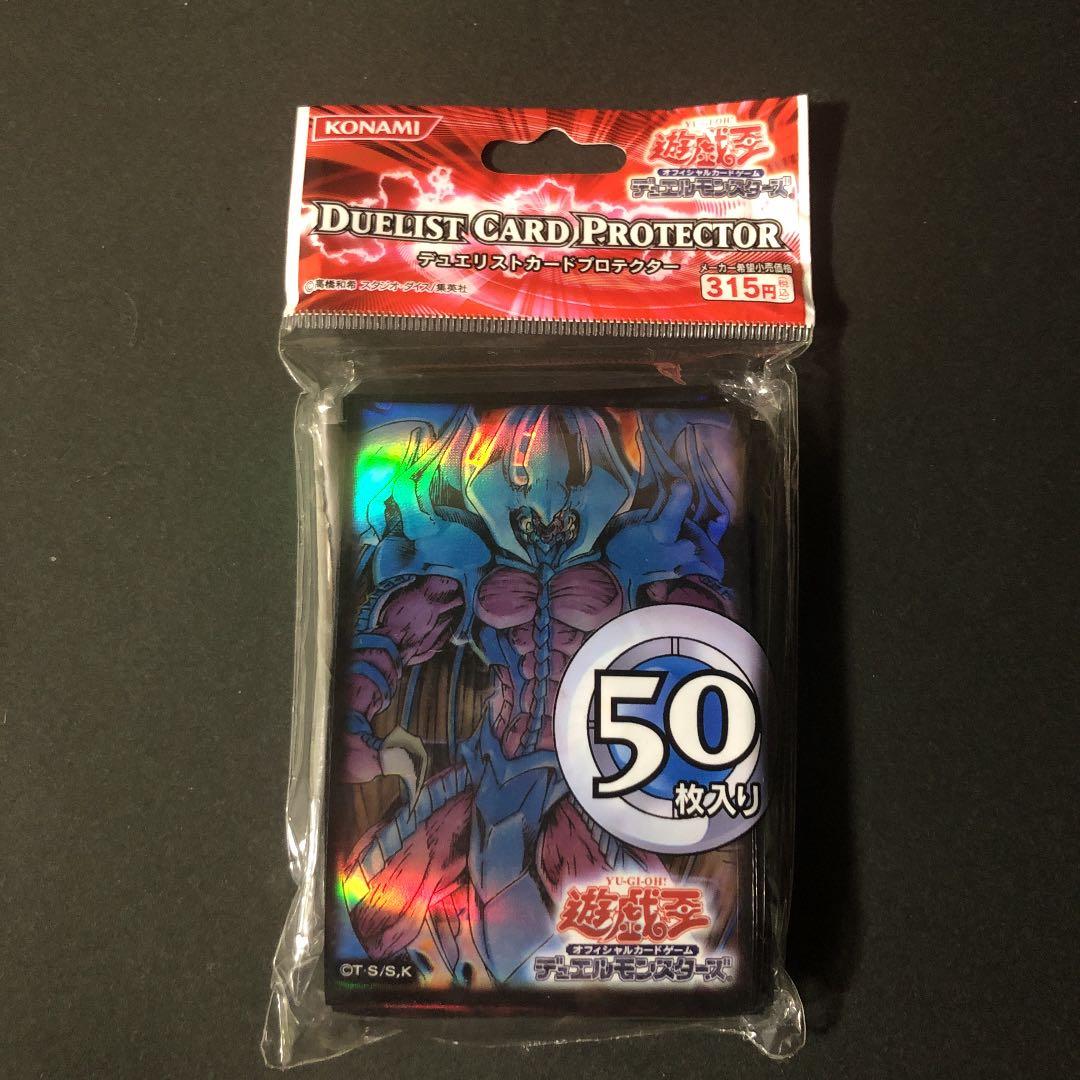 KONAMI
YU-GI-OH!
遊戯王
オフィシャルカードゲーム
デュエルモンスターズ
DUELIST CARD PROTECTOR
デュエリストカードプロテクター
メーカー希望小売価格
315円(税込)
©高橋和希 スタジオ・ダイス/集英社
50
枚入り
YU-GI-OH!
遊戯王
オフィシャルカードゲーム
デュエルモンスターズ
©T・S/S,K